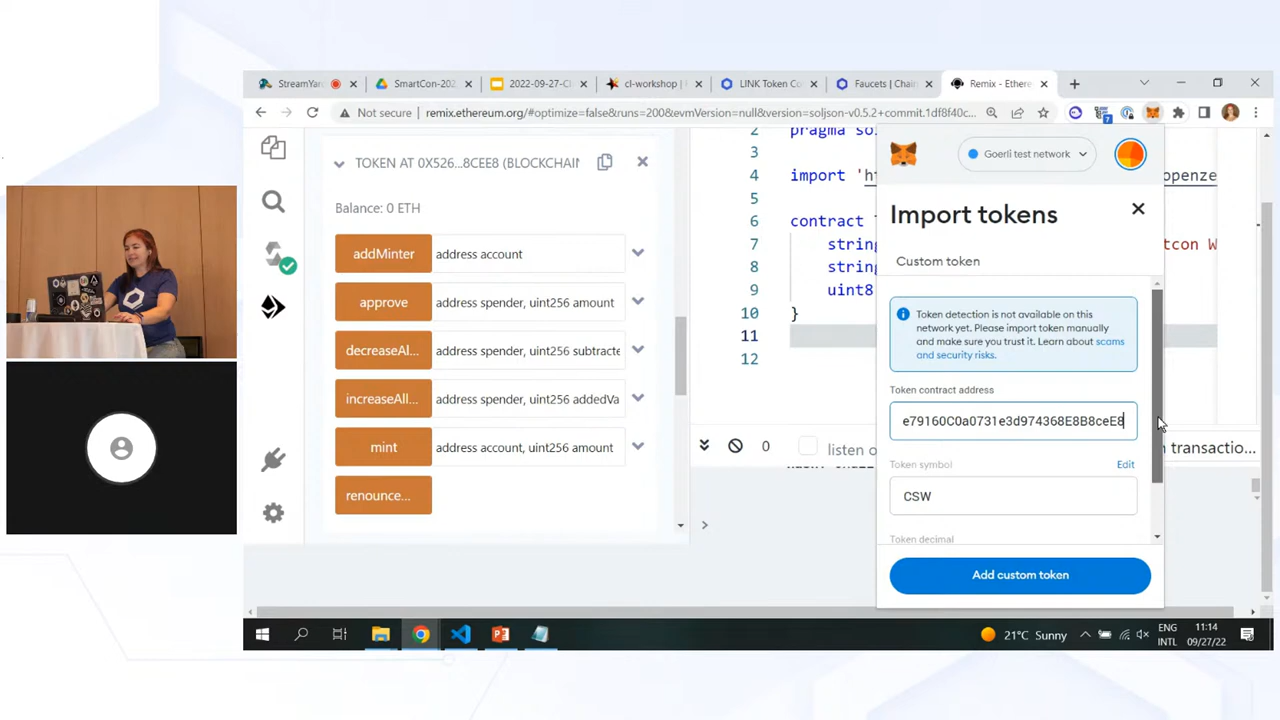 StreamYar
SmartCon-202
2022-09-27-C
cl-workshop |
LINK Token Co
Faucets | Chain
Remix - Ethere
Not secure
remix.ethereum.org/#optimize=false&runs=200&evmVersion=null&version=soljson-v0.5.2+commit.1df8f40c...
7
TOKEN AT 0X526...8CEE8 (BLOCKCHAIN
Balance: 0 ETH
addMinter
address account
approve
address spender, uint256 amount
decreaseAl...
address spender, uint256 subtracte
increaseAll...
address spender, uint256 addedVa
mint
address account, uint256 amount
renounce...
2
pragma so
3
4
import 'h
openze
5
6
contract
7
string
tcon W
8
string
9
uint8
10
}
11
12
0
listen o
transactio...
Goerli test network
Import tokens
Custom token
Token detection is not available on this
network yet. Please import token manually
and make sure you trust it. Learn about scams
and security risks.
Token contract address
e79160C0a0731e3d974368E8B8ceE8
Token symbol
Edit
CSW
Token decimal
Add custom token
21°C Sunny
ENG
INTL
11:14
09/27/22